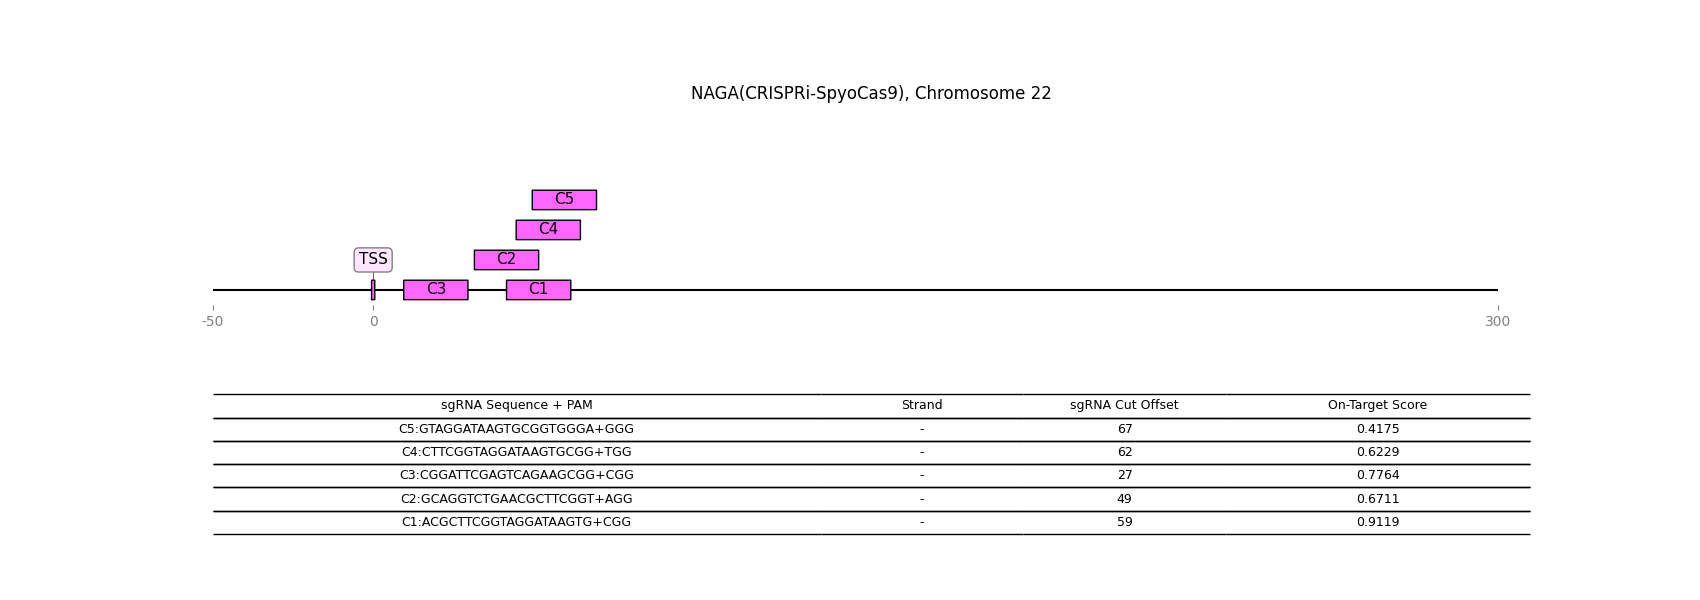 NAGA(CRISPRi-SpyoCas9), Chromosome 22
C5
C4
TSS C2
C3 C1
-50 0 300
sgRNA Sequence + PAM Strand sgRNA Cut Offset On-Target Score
C5:GTAGGATAAGTGCGGTGGGA+GGG - 67 0.4175
C4:CTTCGGTAGGATAAGTGCGG+TGG - 62 0.6229
C3:CGGATTCGAGTCAGAAGCGG+CGG - 27 0.7764
C2:GCAGGTCTGAACGCTTCGGT+AGG - 49 0.6711
C1:ACGCTTCGGTAGGATAAGTG+CGG - 59 0.9119